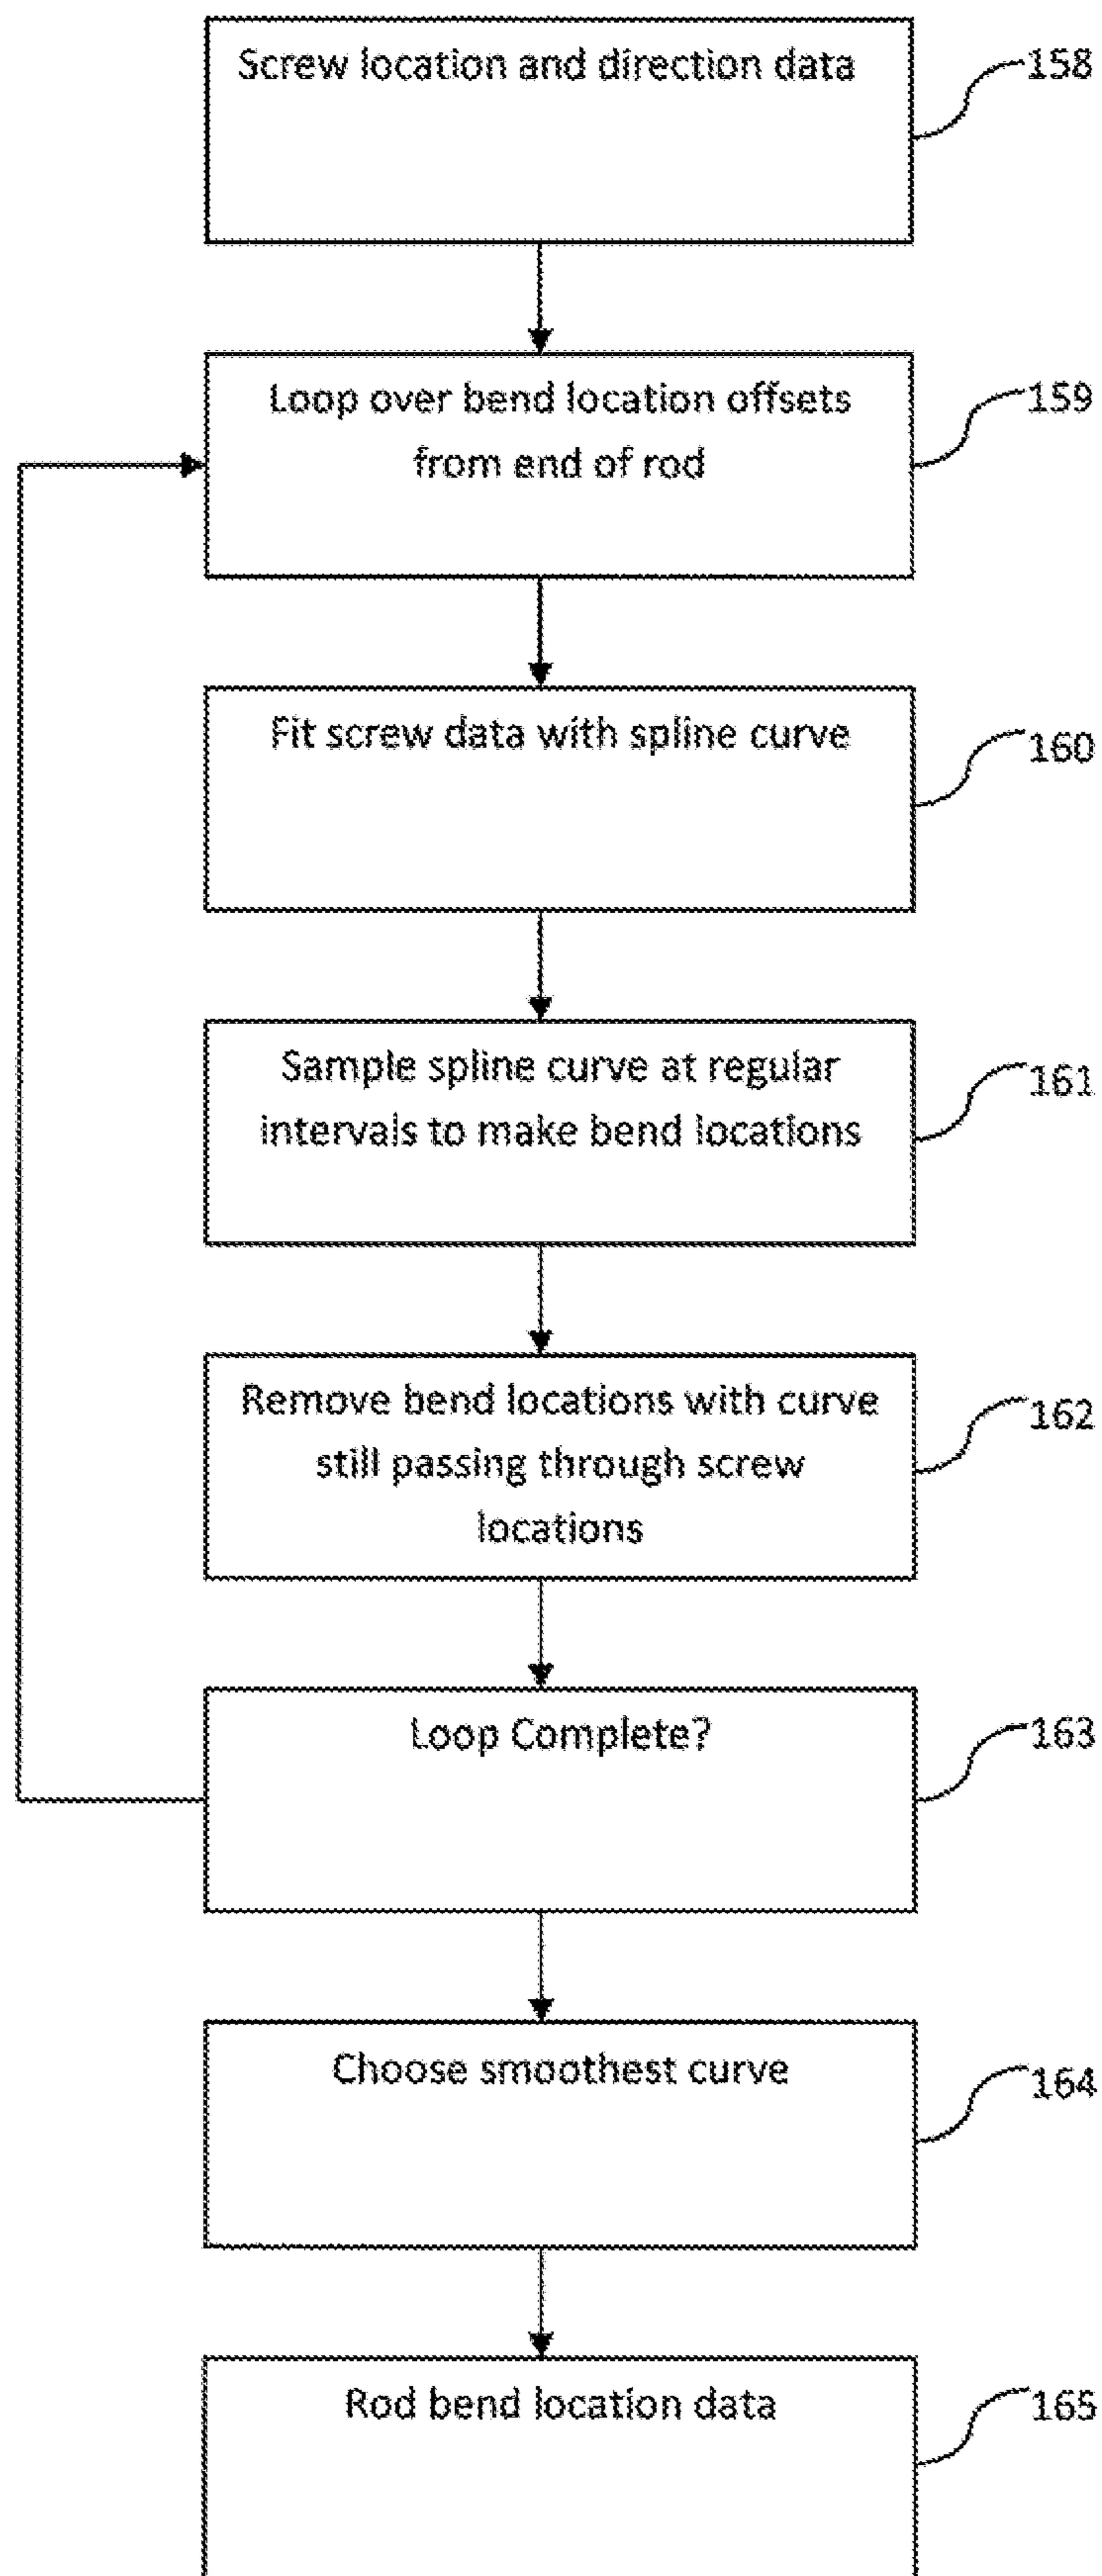 Screw location and direction data
158
Loop over bend location offsets
from end of rod
159
Fit screw data with spline curve
160
Sample spline curve at regular
intervals to make bend locations
161
Remove bend locations with curve
still passing through screw
locations
162
Loop Complete?
163
Choose smoothest curve
164
Rod bend location data
165